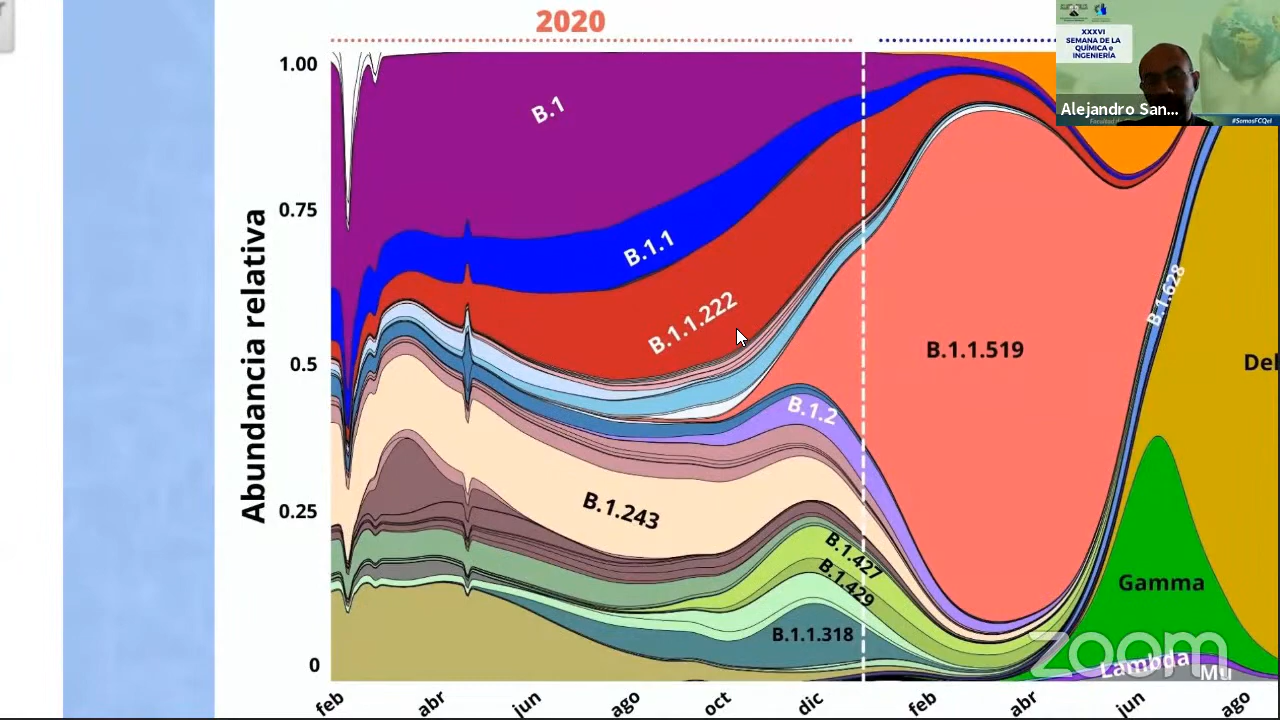 2020
XXXVI
SEMANA DE LA
QUÍMICA e
INGENIERÍA
Alejandro San...
#SomosFCQeI
Abundancia relativa
1.00
0.75
0.5
0.25
0
B.1
B.1.1
B.1.1.222
B.1.1.519
B.1.628
Del
B.1.2
B.1.243
B.1.427
B.1.429
B.1.1.318
Gamma
Lambda
Mu
zoom
feb
abr
jun
ago
oct
dic
feb
abr
jun
ago